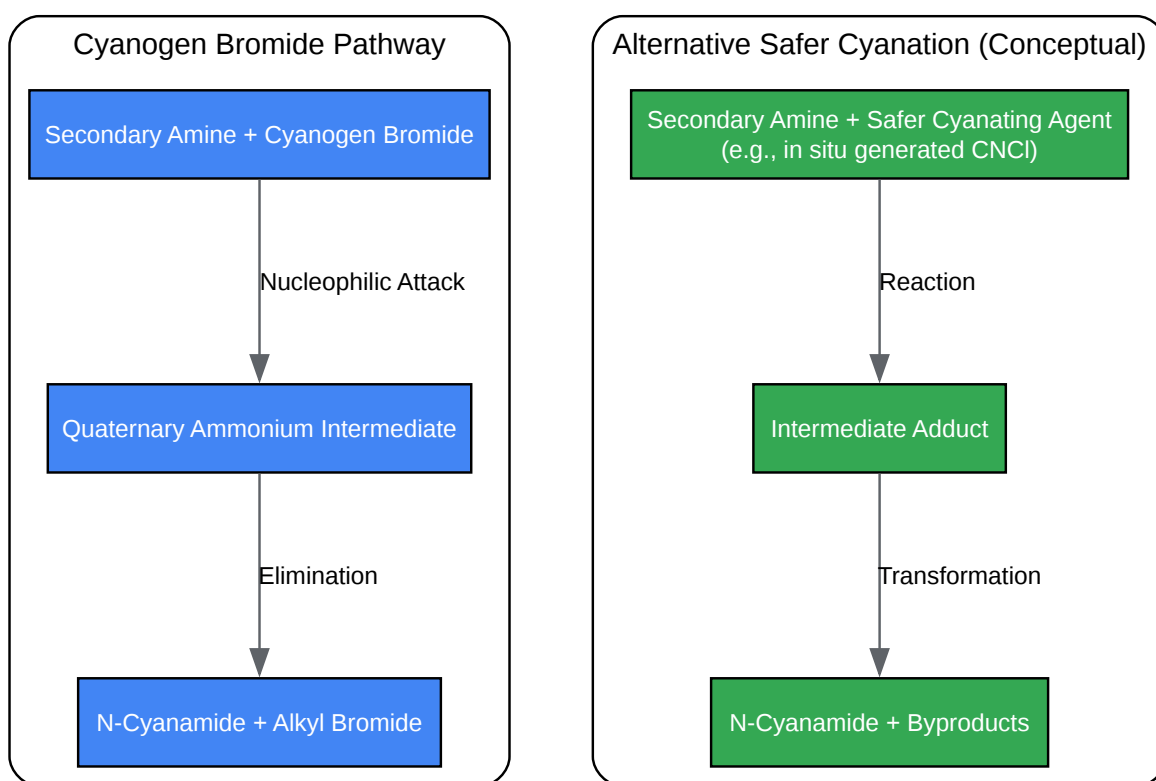 Cyanogen Bromide Pathway
Secondary Amine + Cyanogen Bromide
Nucleophilic Attack
Quaternary Ammonium Intermediate
Elimination
N-Cyanamide + Alkyl Bromide
Alternative Safer Cyanation (Conceptual)
Secondary Amine + Safer Cyanating Agent
(e.g., in situ generated CNCl)
Reaction
Intermediate Adduct
Transformation
N-Cyanamide + Byproducts